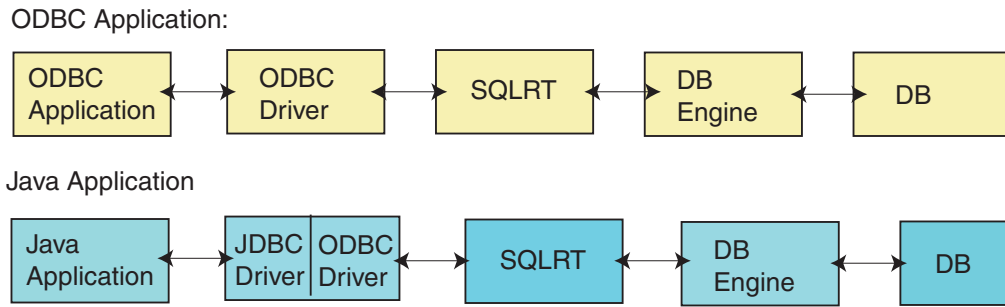 ODBC Application:
ODBC
Application
ODBC
Driver
SQLRT
DB
Engine
DB
Java Application
Java
Application
JDBC
Driver
ODBC
Driver
SQLRT
DB
Engine
DB